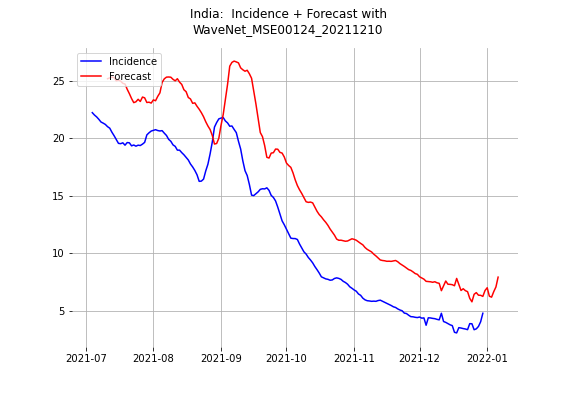 India:  Incidence + Forecast with
WaveNet_MSE00124_20211210
Incidence
Forecast
25
20
15
10
5
2021-07 2021-08 2021-09 2021-10 2021-11 2021-12 2022-01